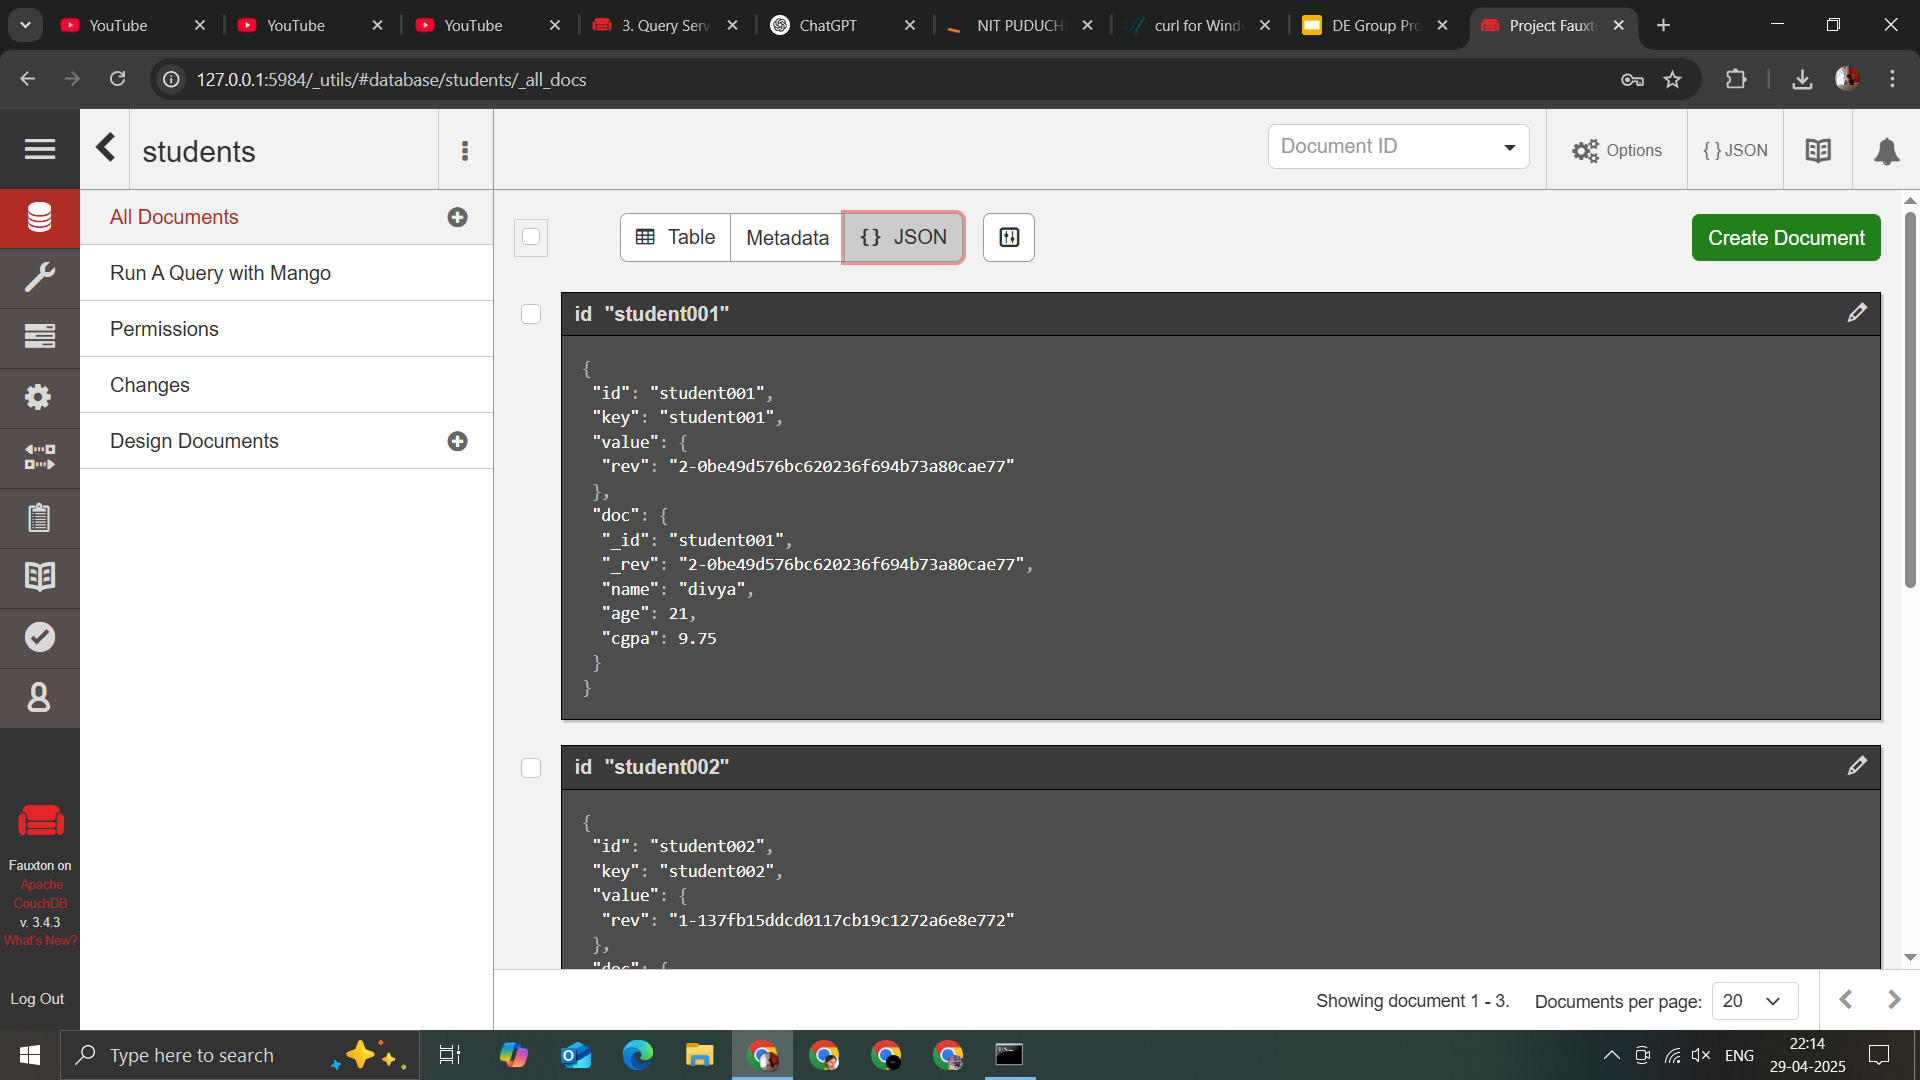 YouTube
YouTube
YouTube
3. Query Serv
ChatGPT
NIT PUDUCH
curl for Wind
DE Group Pro
Project Fauxt
127.0.0.1:5984/_utils/#database/students/_all_docs
students
Document ID
Options
{ } JSON
All Documents
Run A Query with Mango
Permissions
Changes
Design Documents
Table
Metadata
{} JSON
Create Document
id "student001"
{
"id": "student001",
"key": "student001",
"value": {
"rev": "2-0be49d576bc620236f694b73a80cae77"
},
"doc": {
"_id": "student001",
"_rev": "2-0be49d576bc620236f694b73a80cae77",
"name": "divya",
"age": 21,
"cgpa": 9.75
}
}
id "student002"
{
"id": "student002",
"key": "student002",
"value": {
"rev": "1-137fb15ddcd0117cb19c1272a6e8e772"
},
"doc": {
Fauxton on
Apache
CouchDB
v. 3.4.3
What's New?
Log Out
Showing document 1 - 3.
Documents per page:
20
Type here to search
ENG
22:14
29-04-2025